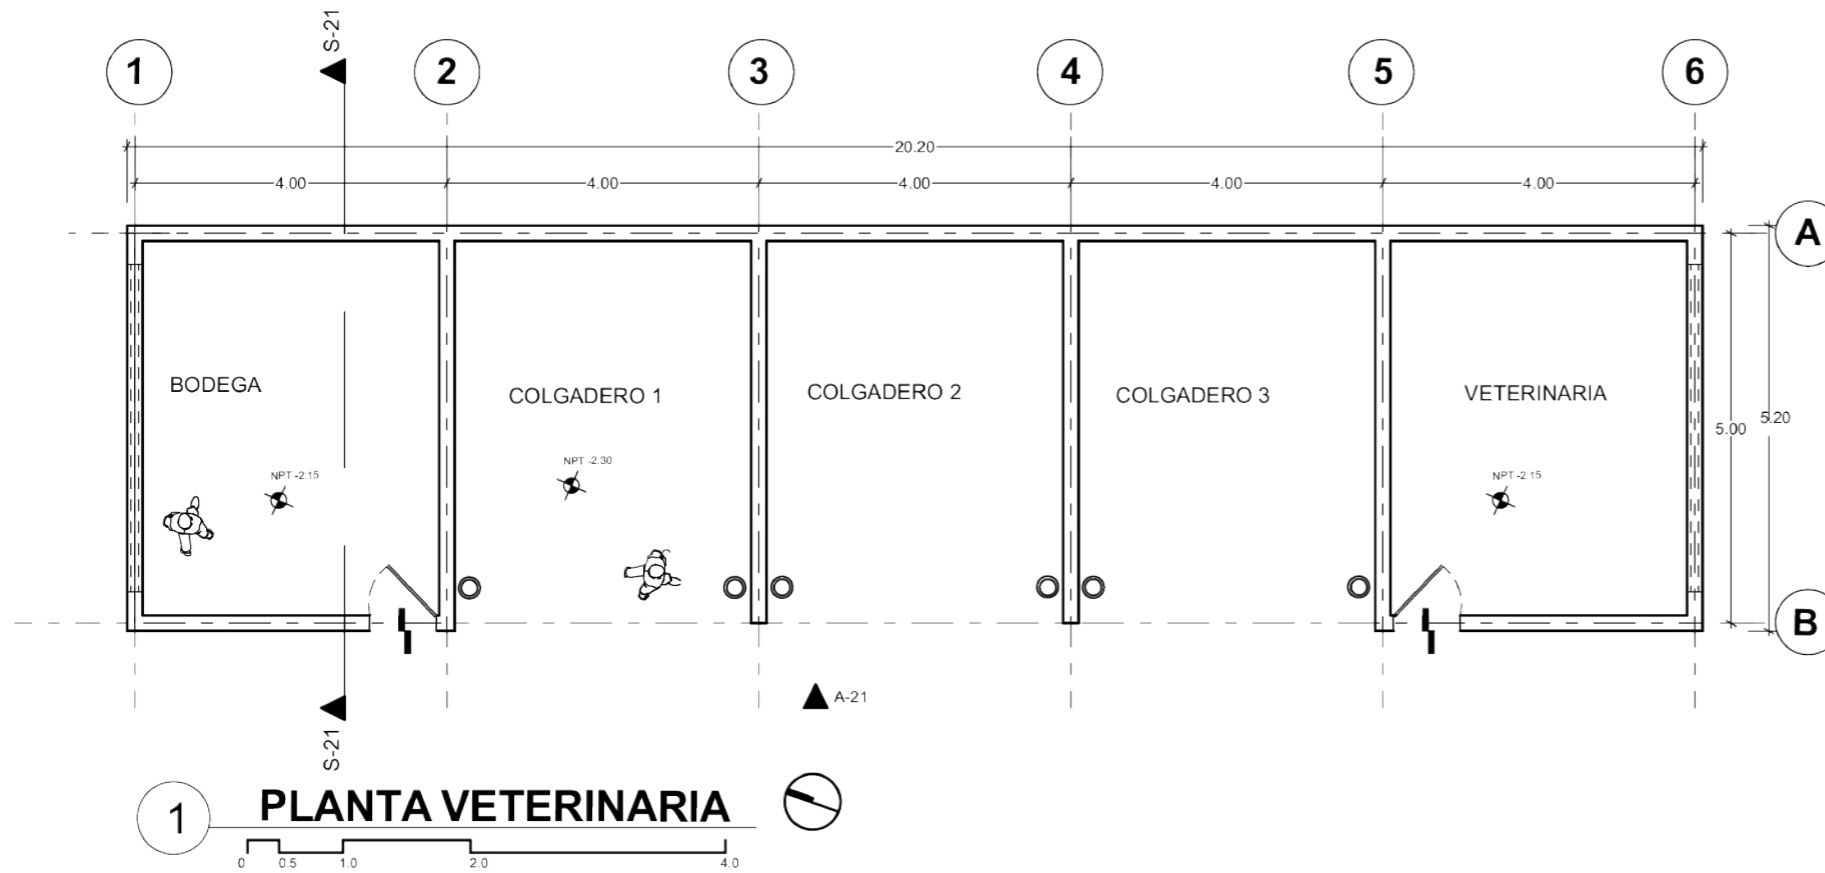 S-21
1
2
3
4
5
6
20.20
4.00
4.00
4.00
4.00
4.00
A
BODEGA
COLGADERO 1
COLGADERO 2
COLGADERO 3
VETERINARIA
5.00
5.20
NPT -2.15
NPT -2.30
NPT -2.15
B
A-21
S-21
1
PLANTA VETERINARIA
0
0.5
1.0
2.0
4.0